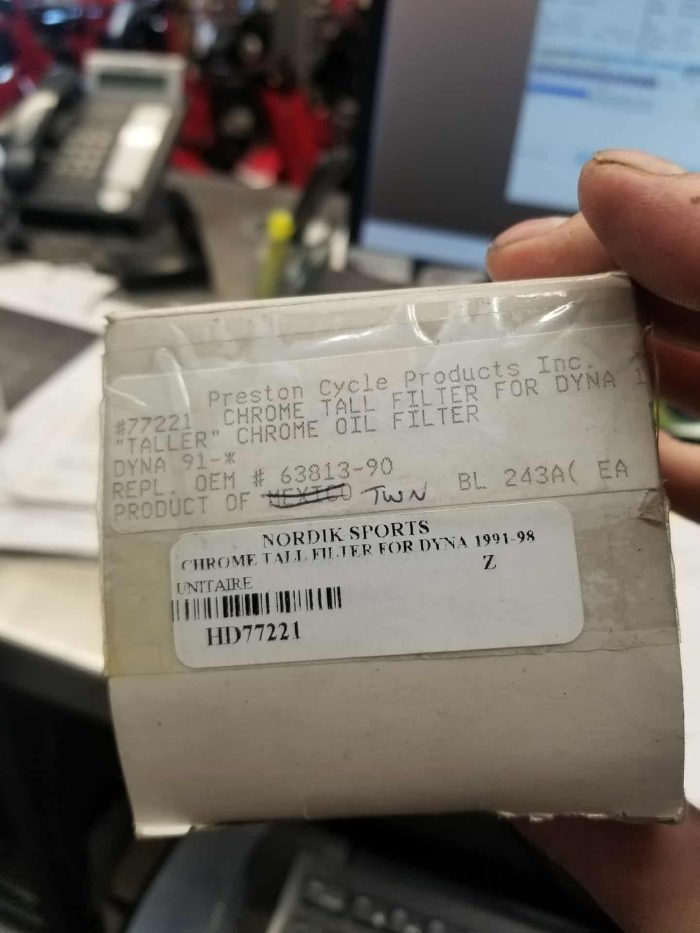 Preston Cycle Products Inc.
#77221 CHROME TALL FILTER FOR DYNA 1
"TALLER" CHROME OIL FILTER
DYNA 91-*
REPL. OEM # 63813-90
PRODUCT OF MEXICO TWN BL 243A( EA
NORDIK SPORTS
CHROME TALL FILTER FOR DYNA 1991-98
Z
UNITAIRE
HD77221